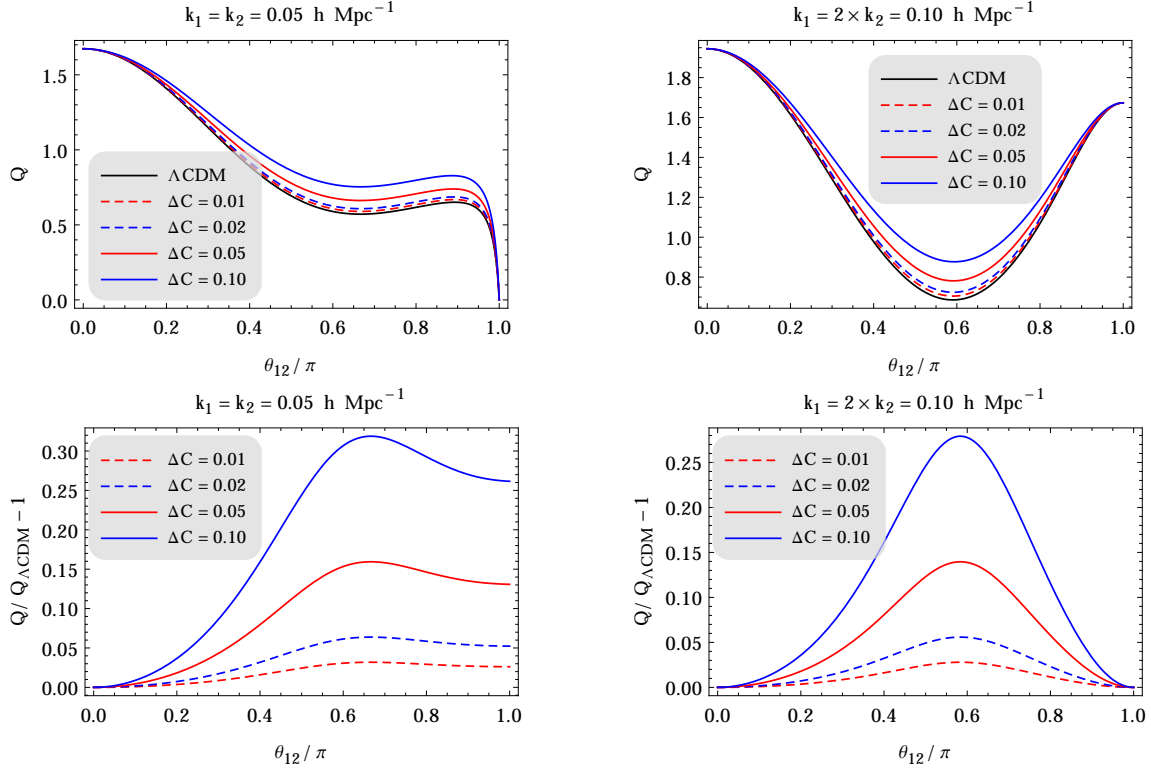 k₁ = k₂ = 0.05 h Mpc⁻¹
Q
1.5
1.0
0.5
0.0
ΛCDM
ΔC = 0.01
ΔC = 0.02
ΔC = 0.05
ΔC = 0.10
0.0 0.2 0.4 0.6 0.8 1.0
θ₁₂ / π
k₁ = 2 × k₂ = 0.10 h Mpc⁻¹
Q
1.8
1.6
1.4
1.2
1.0
0.8
ΛCDM
ΔC = 0.01
ΔC = 0.02
ΔC = 0.05
ΔC = 0.10
0.0 0.2 0.4 0.6 0.8 1.0
θ₁₂ / π
k₁ = k₂ = 0.05 h Mpc⁻¹
Q / Q_ΛCDM − 1
0.30
0.25
0.20
0.15
0.10
0.05
0.00
ΔC = 0.01
ΔC = 0.02
ΔC = 0.05
ΔC = 0.10
0.0 0.2 0.4 0.6 0.8 1.0
θ₁₂ / π
k₁ = 2 × k₂ = 0.10 h Mpc⁻¹
Q / Q_ΛCDM − 1
0.25
0.20
0.15
0.10
0.05
0.00
ΔC = 0.01
ΔC = 0.02
ΔC = 0.05
ΔC = 0.10
0.0 0.2 0.4 0.6 0.8 1.0
θ₁₂ / π